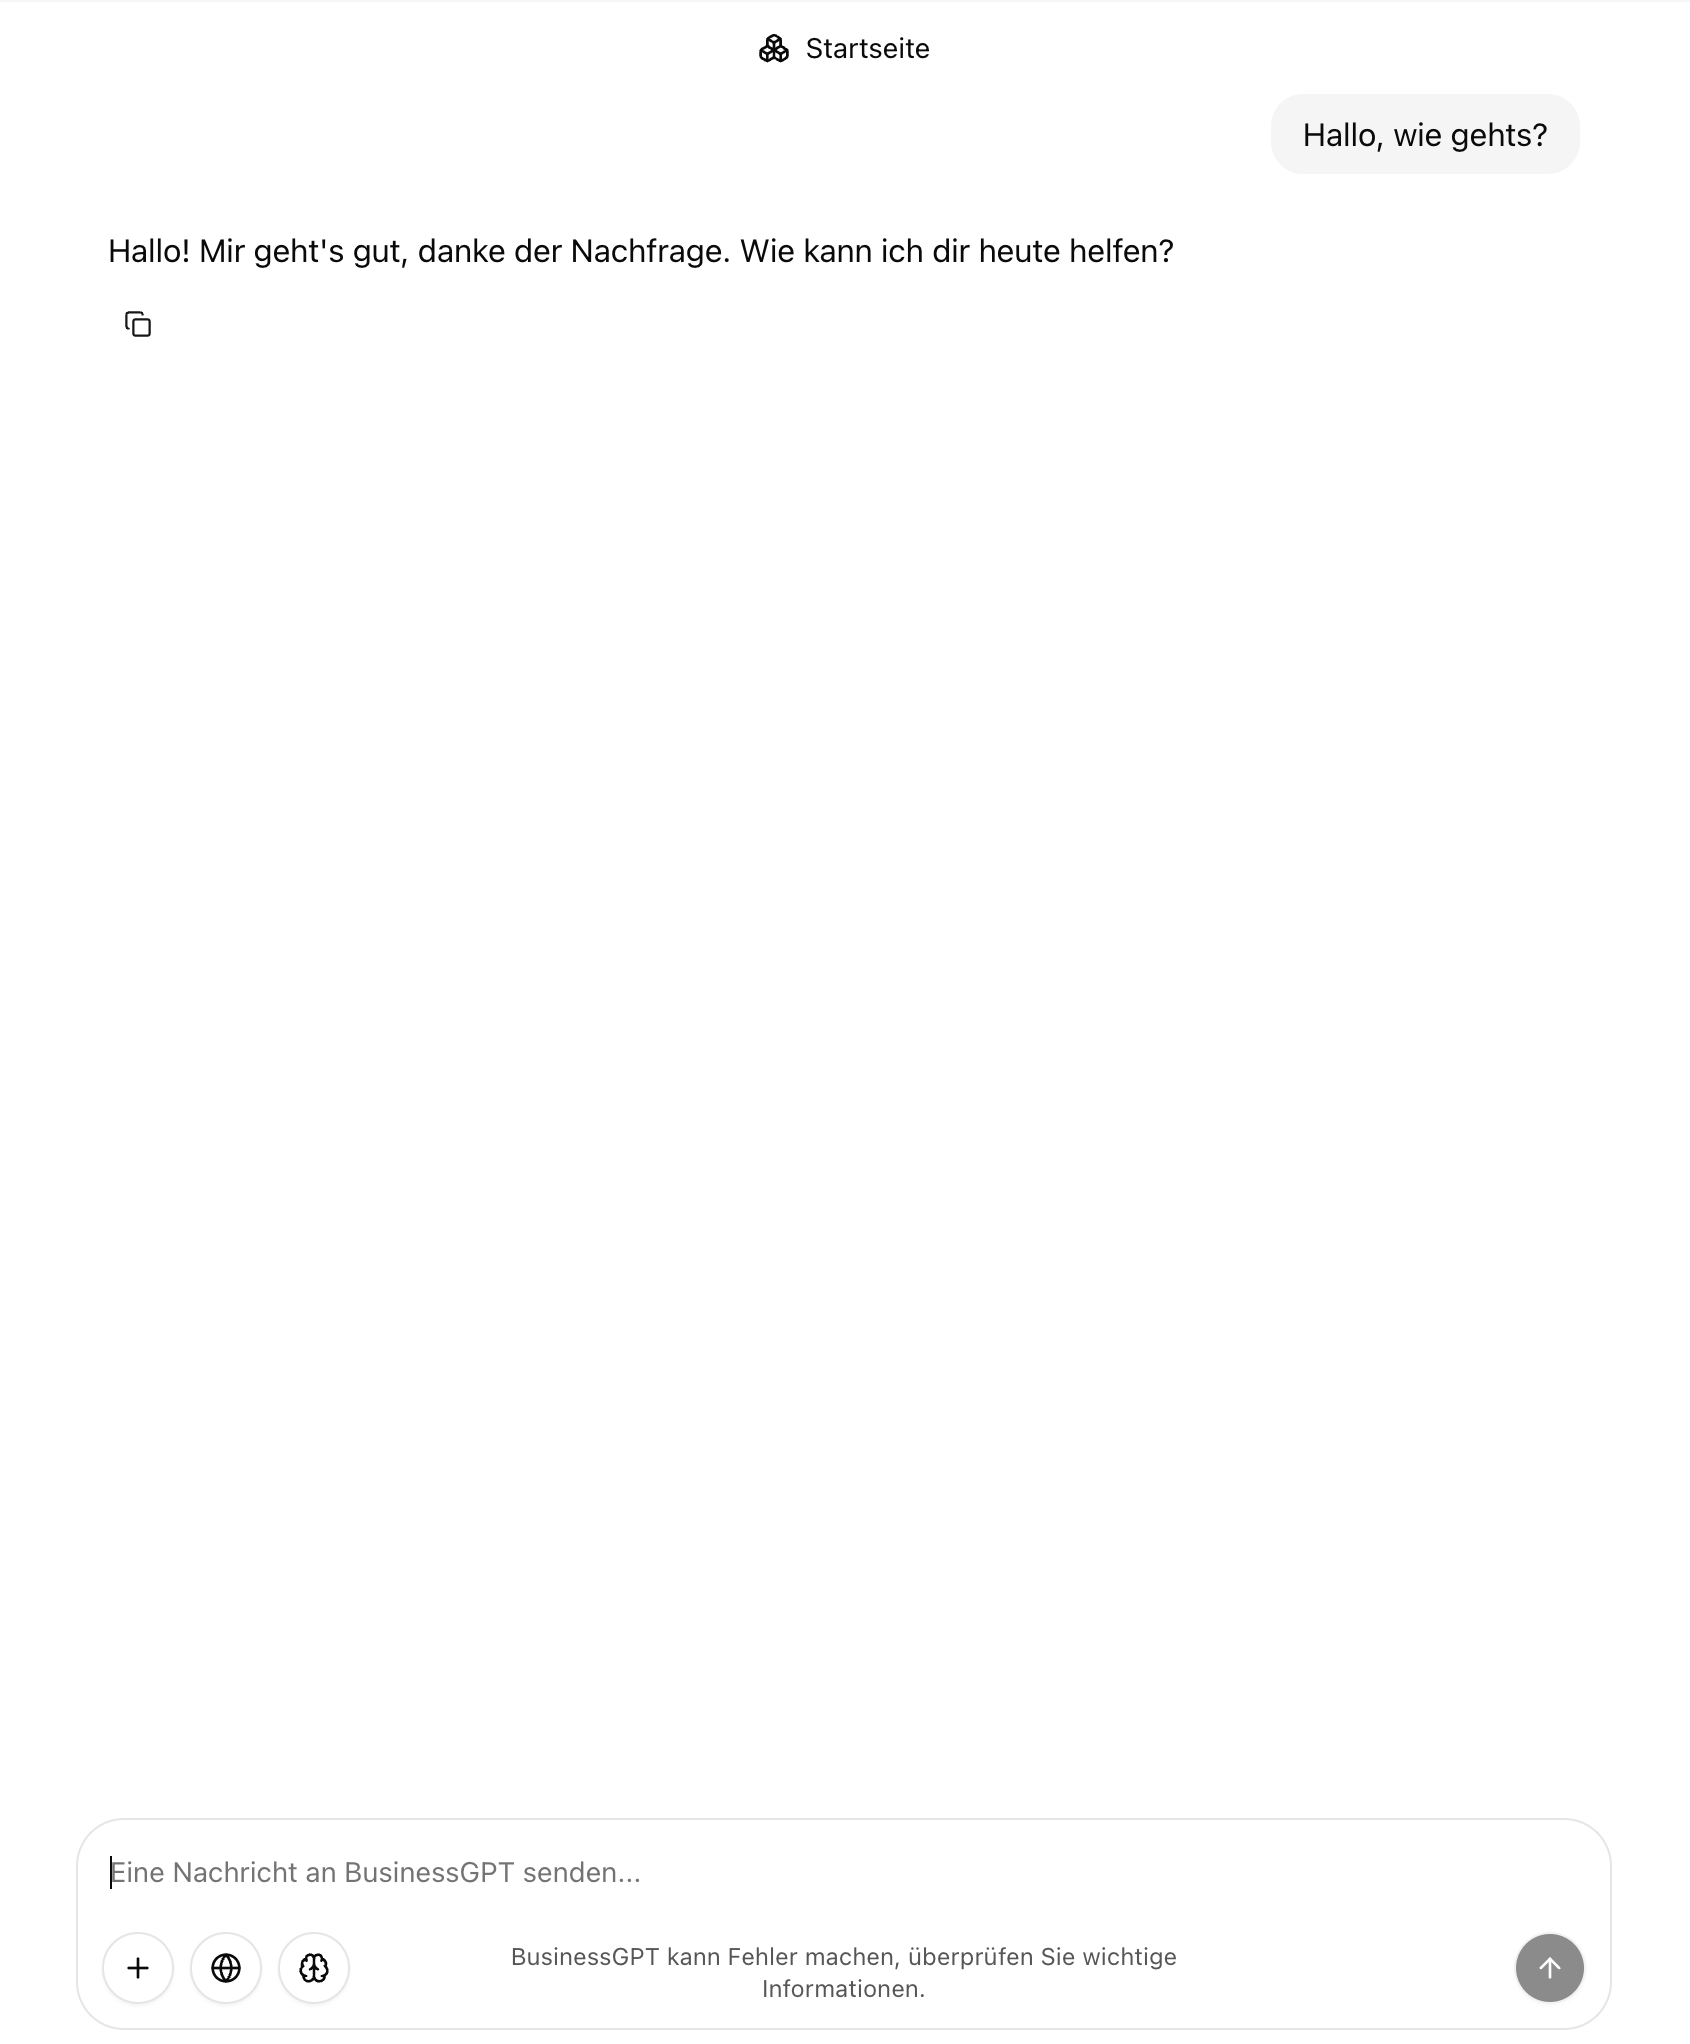 Startseite
Hallo, wie gehts?
Hallo! Mir geht's gut, danke der Nachfrage. Wie kann ich dir heute helfen?
Eine Nachricht an BusinessGPT senden...
BusinessGPT kann Fehler machen, überprüfen Sie wichtige
Informationen.